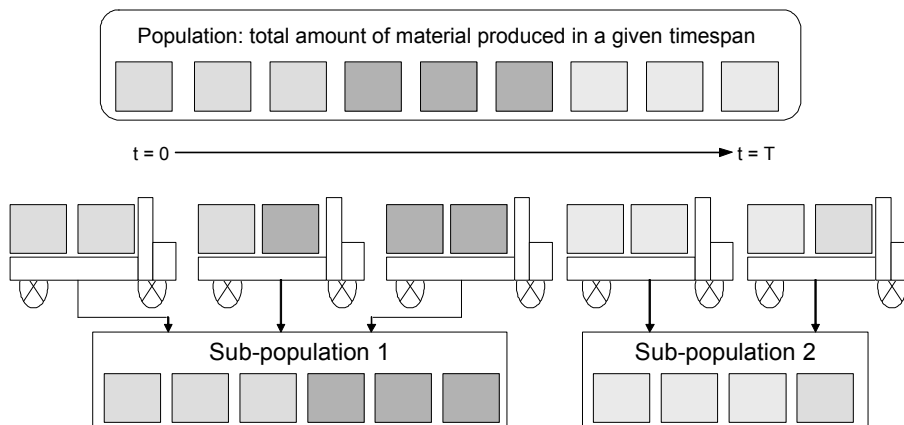 Population: total amount of material produced in a given timespan
t = 0
t = T
Sub-population 1
Sub-population 2